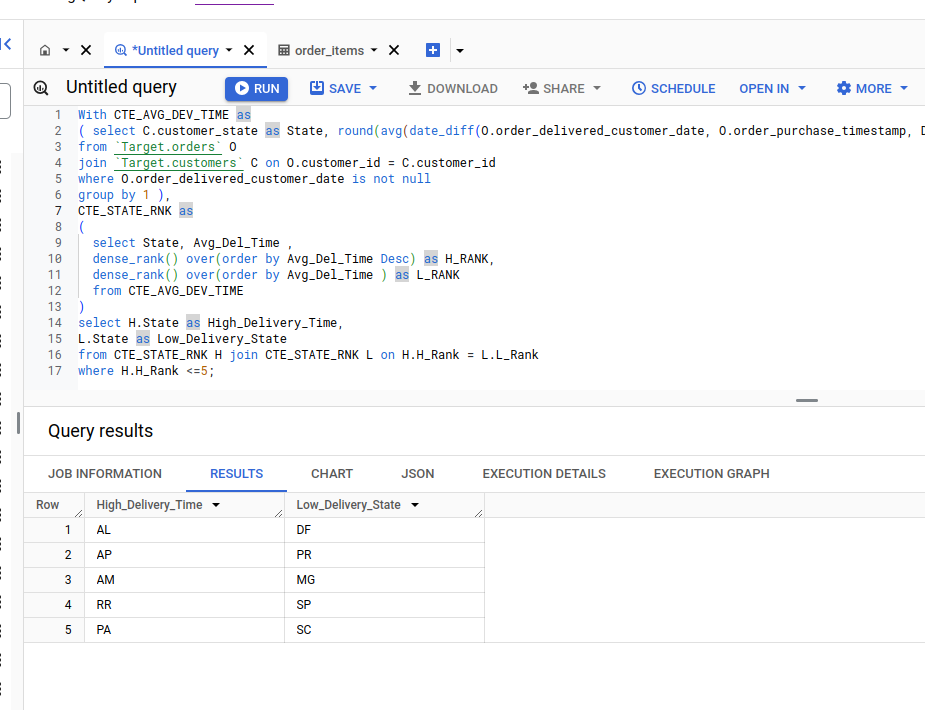 *Untitled query
order_items
Untitled query
RUN
SAVE
DOWNLOAD
SHARE
SCHEDULE
OPEN IN
MORE
1 With CTE_AVG_DEV_TIME as
2 ( select C.customer_state as State, round(avg(date_diff(O.order_delivered_customer_date, O.order_purchase_timestamp,
3 from `Target.orders` O
4 join `Target.customers` C on O.customer_id = C.customer_id
5 where O.order_delivered_customer_date is not null
6 group by 1 ),
7 CTE_STATE_RNK as
8 (
9 select State, Avg_Del_Time ,
10 dense_rank() over(order by Avg_Del_Time Desc) as H_RANK,
11 dense_rank() over(order by Avg_Del_Time ) as L_RANK
12 from CTE_AVG_DEV_TIME
13 )
14 select H.State as High_Delivery_Time,
15 L.State as Low_Delivery_State
16 from CTE_STATE_RNK H join CTE_STATE_RNK L on H.H_Rank = L.L_Rank
17 where H.H_Rank <=5;
Query results
JOB INFORMATION
RESULTS
CHART
JSON
EXECUTION DETAILS
EXECUTION GRAPH
Row High_Delivery_Time Low_Delivery_State
1 AL DF
2 AP PR
3 AM MG
4 RR SP
5 PA SC